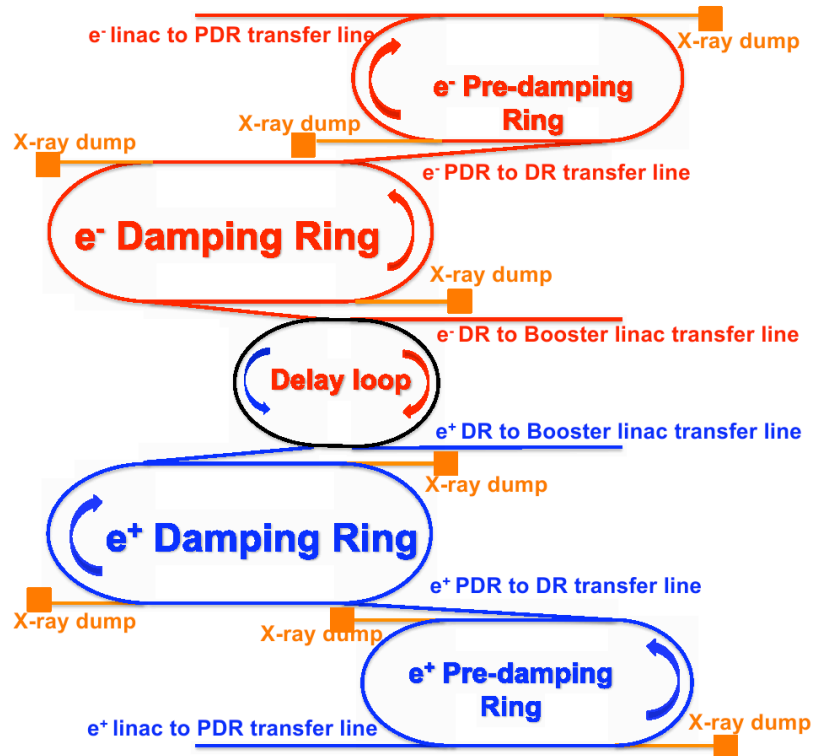 e⁻ linac to PDR transfer line
X-ray dump
e⁻ Pre-damping
Ring
X-ray dump
X-ray dump
e⁻ PDR to DR transfer line
e⁻ Damping Ring
X-ray dump
e⁻ DR to Booster linac transfer line
Delay loop
e⁺ DR to Booster linac transfer line
X-ray dump
e⁺ Damping Ring
e⁺ PDR to DR transfer line
X-ray dump
X-ray dump
e⁺ Pre-damping
Ring
e⁺ linac to PDR transfer line
X-ray dump